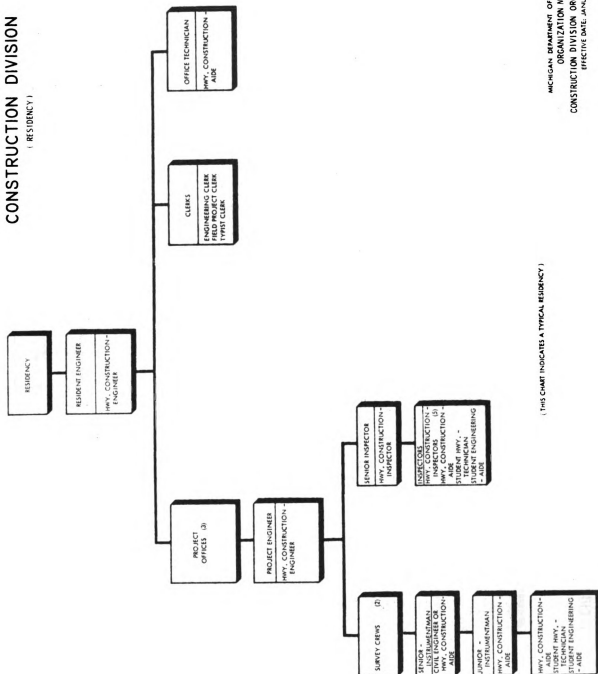 CONSTRUCTION DIVISION
( RESIDENCY )
RESIDENCY
RESIDENT ENGINEER
HWY. CONSTRUCTION -
ENGINEER
PROJECT
OFFICES (3)
CLERKS
ENGINEERING CLERK
FIELD PROJECT CLERK
TYPIST CLERK
OFFICE TECHNICIAN
HWY. CONSTRUCTION -
AIDE
PROJECT ENGINEER
HWY. CONSTRUCTION -
ENGINEER
SURVEY CREWS (2)
SENIOR -
INSTRUMENTMAN
CIVIL ENGINEER OR
HWY. CONSTRUCTION-
AIDE
JUNIOR -
INSTRUMENTMAN
HWY. CONSTRUCTION -
AIDE
HWY. CONSTRUCTION-
AIDE
STUDENT HWY. -
TECHNICIAN
STUDENT ENGINEERING
- AIDE
SENIOR INSPECTOR
HWY. CONSTRUCTION -
INSPECTOR
INSPECTORS
HWY. CONSTRUCTION -
INSPECTORS (5)
HWY. CONSTRUCTION -
AIDE
STUDENT HWY. -
TECHNICIAN
STUDENT ENGINEERING
- AIDE
( THIS CHART INDICATES A TYPICAL RESIDENCY )
MICHIGAN DEPARTMENT OF
ORGANIZATION
CONSTRUCTION DIVISION
EFFECTIVE DATE: